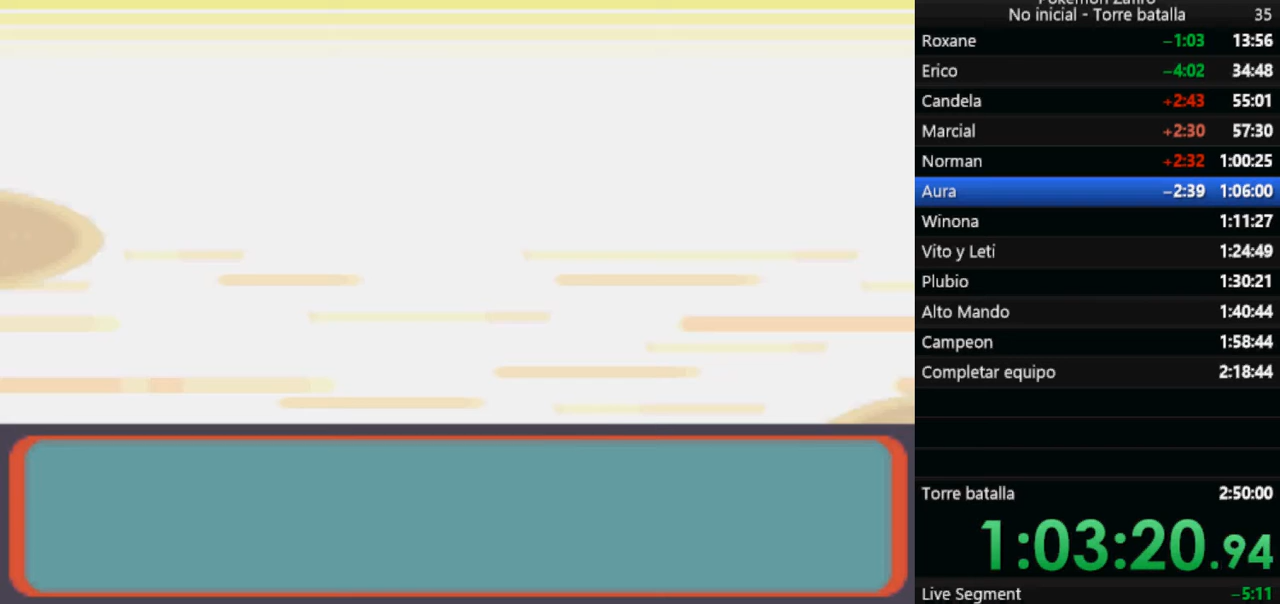 Pokemon Zafiro
No inicial - Torre batalla 35
Roxane −1:03 13:56
Erico −4:02 34:48
Candela +2:43 55:01
Marcial +2:30 57:30
Norman +2:32 1:00:25
Aura −2:39 1:06:00
Winona 1:11:27
Vito y Leti 1:24:49
Plubio 1:30:21
Alto Mando 1:40:44
Campeon 1:58:44
Completar equipo 2:18:44
Torre batalla 2:50:00
1:03:20.94
Live Segment −5:11